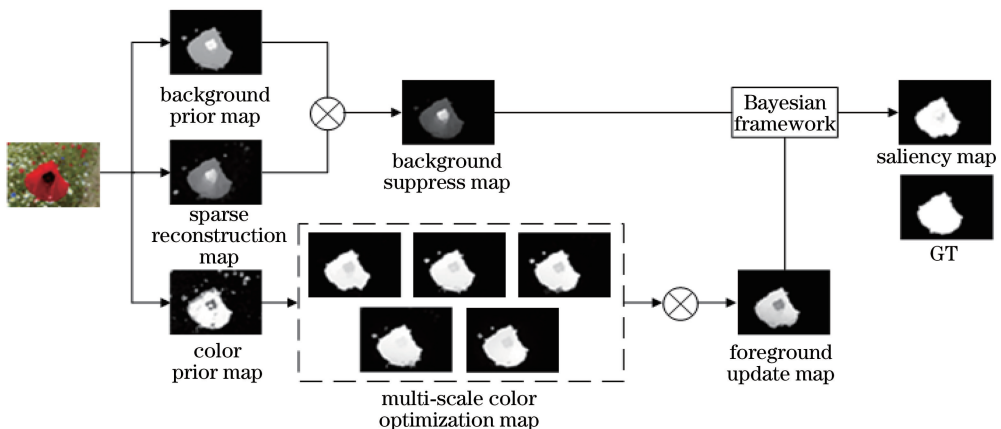 background
prior map
sparse
reconstruction
map
color
prior map
background
suppress map
multi-scale color
optimization map
Bayesian
framework
foreground
update map
saliency map
GT